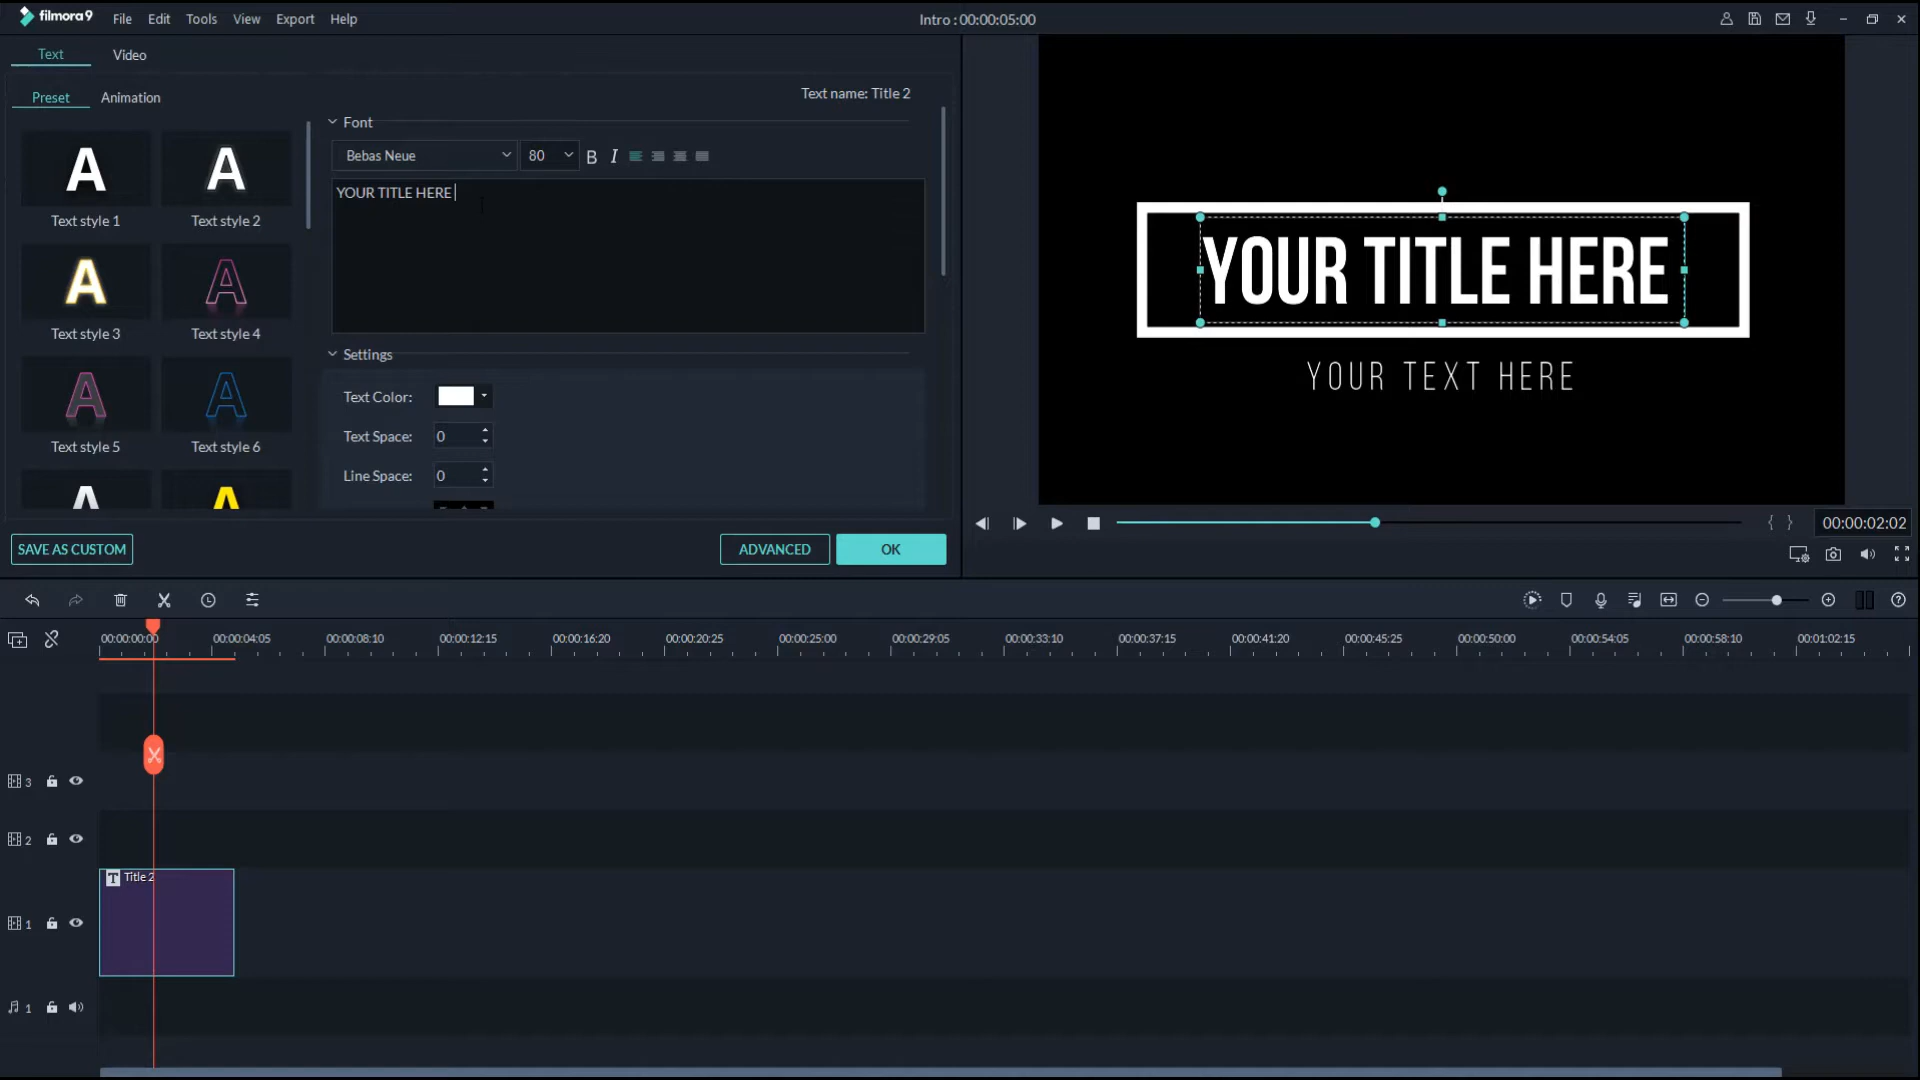 filmora9 File Edit Tools View Export Help
Intro : 00:00:05:00
Text Video
Preset Animation
Text name: Title 2
A A
Text style 1 Text style 2
A A
Text style 3 Text style 4
A A
Text style 5 Text style 6
A A
Font
Bebas Neue 80 B I
YOUR TITLE HERE
Settings
Text Color:
Text Space: 0
Line Space: 0
SAVE AS CUSTOM ADVANCED OK
YOUR TITLE HERE
YOUR TEXT HERE
{ } 00:00:02:02
00:00:00:00 00:00:04:05 00:00:08:10 00:00:12:15 00:00:16:20 00:00:20:25 00:00:25:00 00:00:29:05 00:00:33:10 00:00:37:15 00:00:41:20 00:00:45:25 00:00:50:00 00:00:54:05 00:00:58:10 00:01:02:15
3
2
T Title 2
1
1